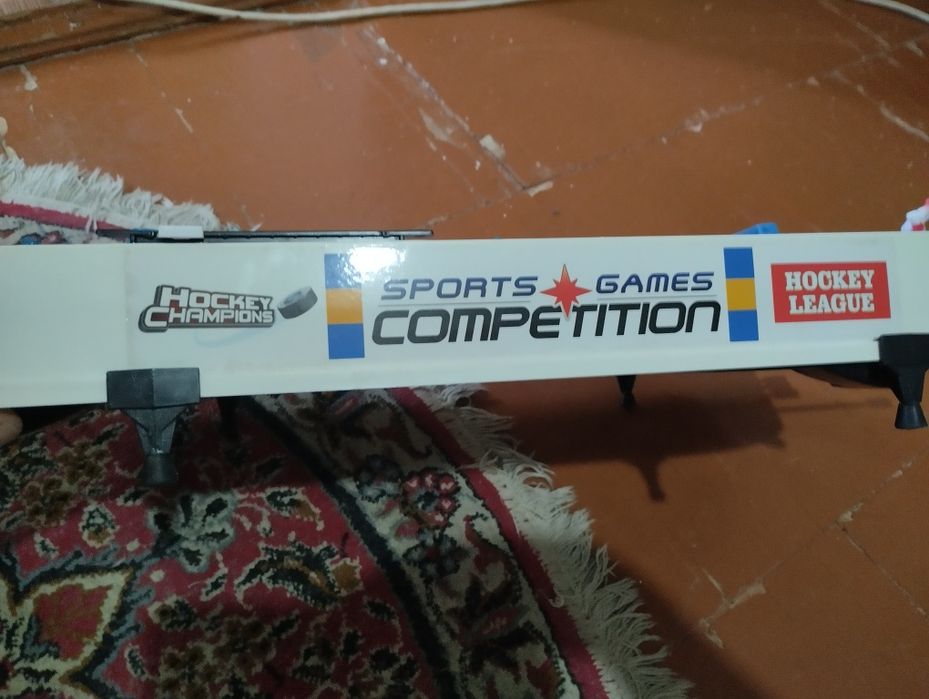 HOCKEY
CHAMPIONS
SPORTS GAMES
COMPETITION
HOCKEY
LEAGUE